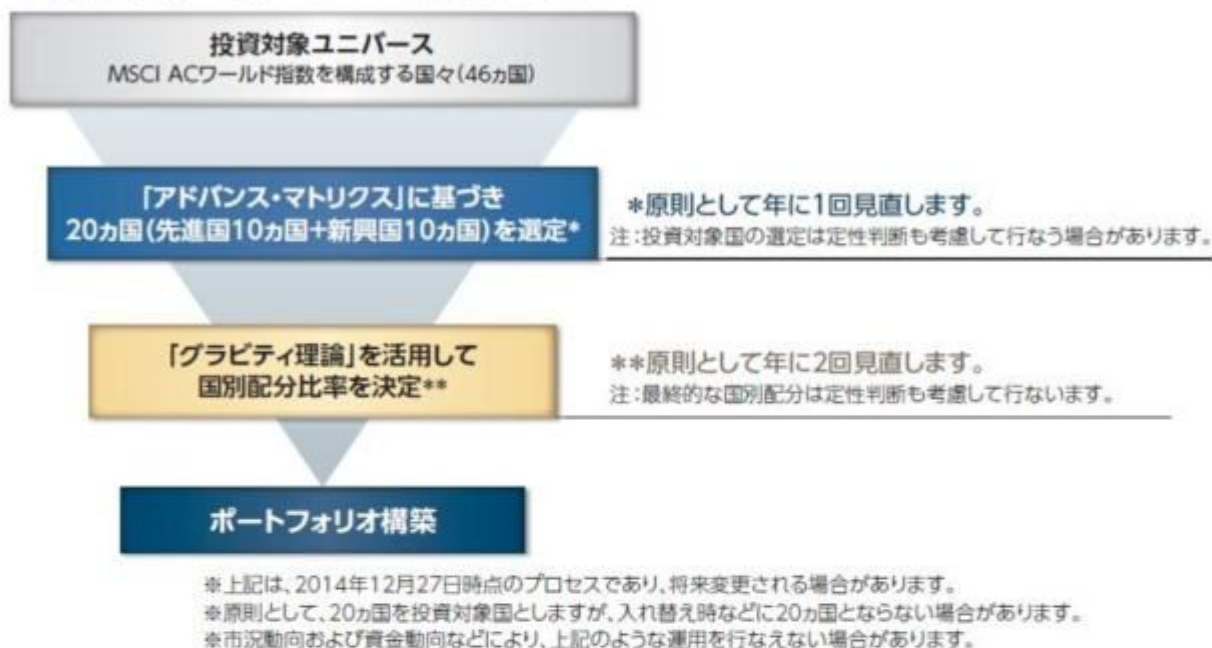 投資対象ユニバース
MSCI ACワールド指数を構成する国々(46ヵ国)
「アドバンス・マトリクス」に基づき
20ヵ国(先進国10ヵ国+新興国10ヵ国)を選定*
*原則として年に1回見直します。
注:投資対象国の選定は定性判断も考慮して行なう場合があります。
「グラビティ理論」を活用して
国別配分比率を決定**
**原則として年に2回見直します。
注:最終的な国別配分は定性判断も考慮して行ないます。
ポートフォリオ構築
※上記は、2014年12月27日時点のプロセスであり、将来変更される場合があります。
※原則として、20ヵ国を投資対象国としますが、入れ替え時などに20ヵ国とならない場合があります。
※市況動向および資金動向などにより、上記のような運用を行なえない場合があります。